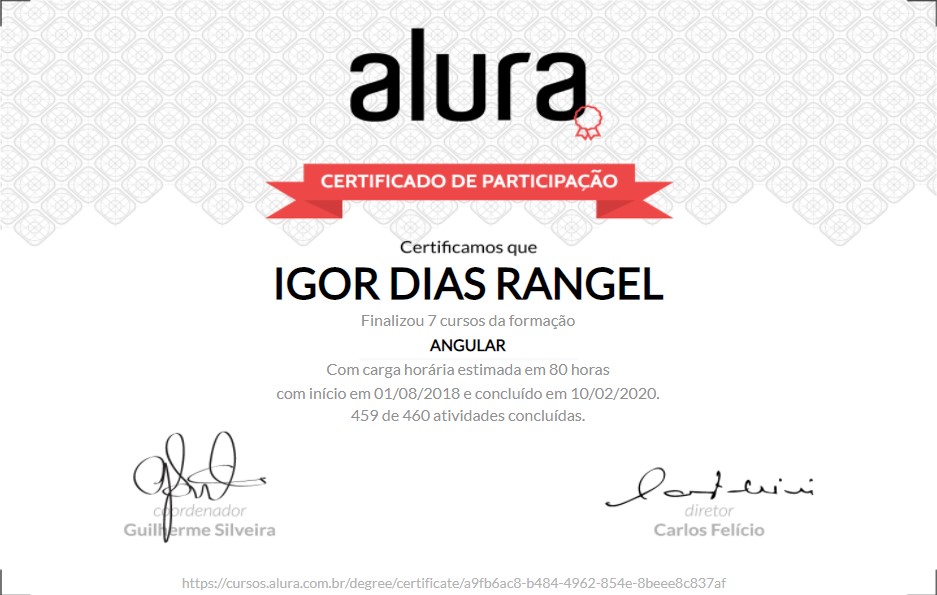 alura
CERTIFICADO DE PARTICIPAÇÃO
Certificamos que
IGOR DIAS RANGEL
Finalizou 7 cursos da formação
ANGULAR
Com carga horária estimada em 80 horas
com início em 01/08/2018 e concluído em 10/02/2020.
459 de 460 atividades concluídas.
coordenador
Guilherme Silveira
diretor
Carlos Felício
https://cursos.alura.com.br/degree/certificate/a9fb6ac8-b484-4962-854e-8beee8c837af